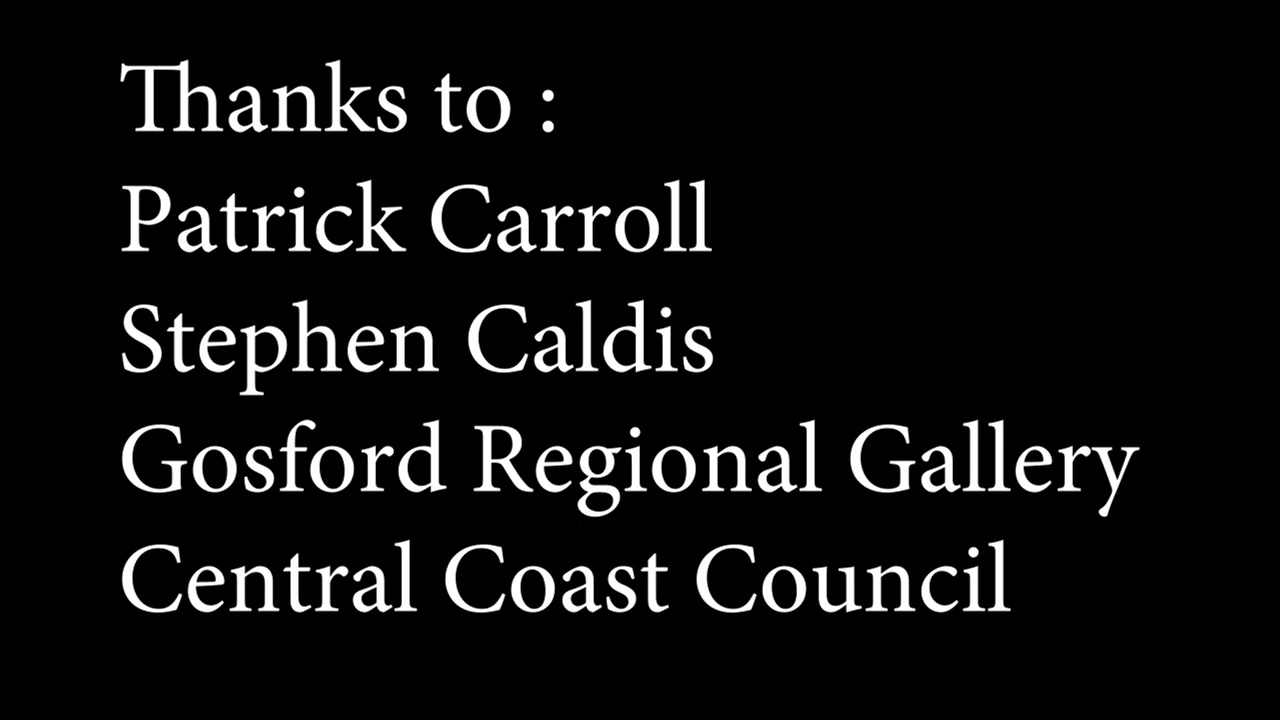 Thanks to :
Patrick Carroll
Stephen Caldis
Gosford Regional Gallery
Central Coast Council